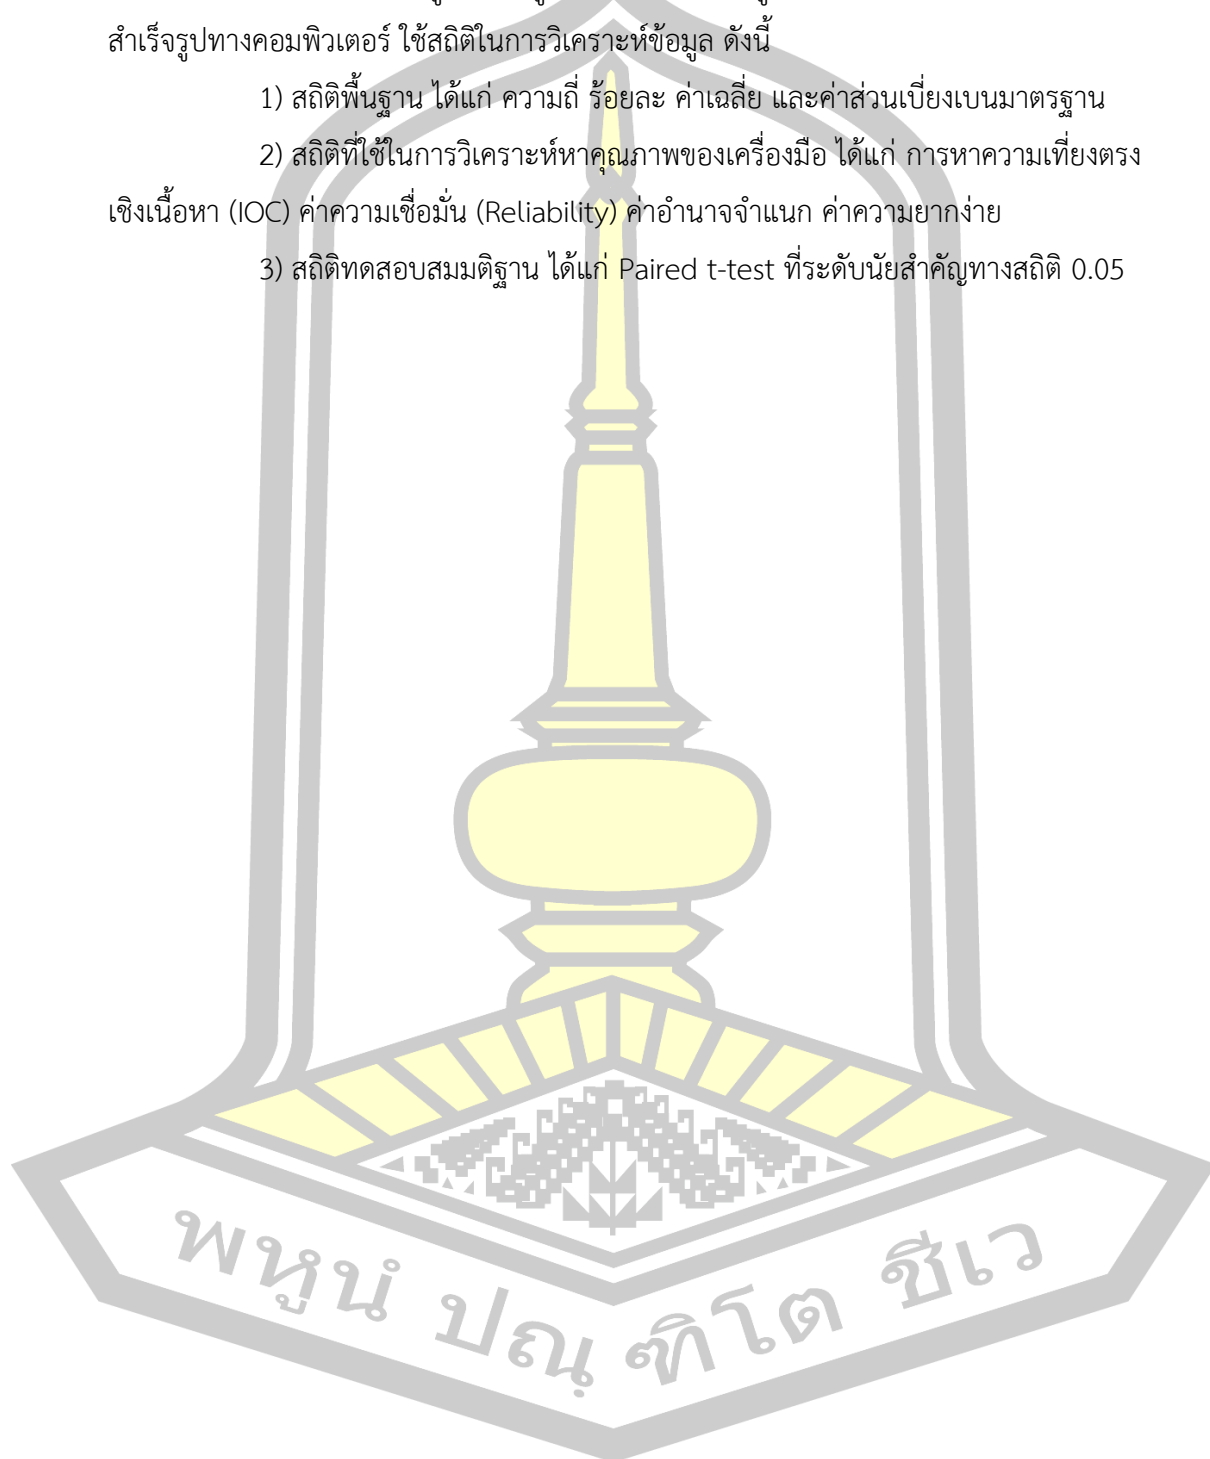 สำเร็จรูปทางคอมพิวเตอร์ ใช้สถิติในการวิเคราะห์ข้อมูล ดังนี้
1) สถิติพื้นฐาน ได้แก่ ความถี่ ร้อยละ ค่าเฉลี่ย และค่าส่วนเบี่ยงเบนมาตรฐาน
2) สถิติที่ใช้ในการวิเคราะห์หาคุณภาพของเครื่องมือ ได้แก่ การหาความเที่ยงตรง
เชิงเนื้อหา (IOC) ค่าความเชื่อมั่น (Reliability) ค่าอำนาจจำแนก ค่าความยากง่าย
3) สถิติทดสอบสมมติฐาน ได้แก่ Paired t-test ที่ระดับนัยสำคัญทางสถิติ 0.05
พหูนํ ปณฺฑิโต ชีเว